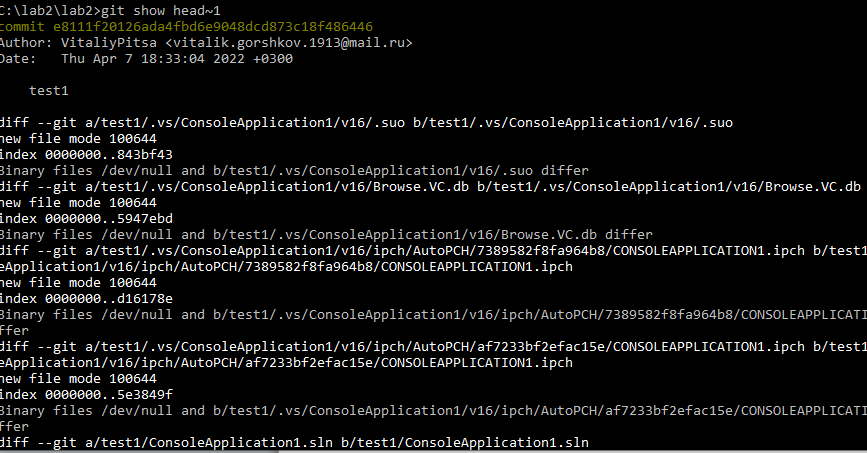 C:\lab2\lab2>git show head~1
commit e8111f20126ada4fbd6e9048dcd873c18f486446
Author: VitaliyPitsa <vitalik.gorshkov.1913@mail.ru>
Date:   Thu Apr 7 18:33:04 2022 +0300
test1
diff --git a/test1/.vs/ConsoleApplication1/v16/.suo b/test1/.vs/ConsoleApplication1/v16/.suo
new file mode 100644
index 0000000..843bf43
Binary files /dev/null and b/test1/.vs/ConsoleApplication1/v16/.suo differ
diff --git a/test1/.vs/ConsoleApplication1/v16/Browse.VC.db b/test1/.vs/ConsoleApplication1/v16/Browse.VC.db
new file mode 100644
index 0000000..5947ebd
Binary files /dev/null and b/test1/.vs/ConsoleApplication1/v16/Browse.VC.db differ
diff --git a/test1/.vs/ConsoleApplication1/v16/ipch/AutoPCH/7389582f8fa964b8/CONSOLEAPPLICATION1.ipch b/test1
eApplication1/v16/ipch/AutoPCH/7389582f8fa964b8/CONSOLEAPPLICATION1.ipch
new file mode 100644
index 0000000..d16178e
Binary files /dev/null and b/test1/.vs/ConsoleApplication1/v16/ipch/AutoPCH/7389582f8fa964b8/CONSOLEAPPLICATI
ffer
diff --git a/test1/.vs/ConsoleApplication1/v16/ipch/AutoPCH/af7233bf2efac15e/CONSOLEAPPLICATION1.ipch b/test1
eApplication1/v16/ipch/AutoPCH/af7233bf2efac15e/CONSOLEAPPLICATION1.ipch
new file mode 100644
index 0000000..5e3849f
Binary files /dev/null and b/test1/.vs/ConsoleApplication1/v16/ipch/AutoPCH/af7233bf2efac15e/CONSOLEAPPLICATI
ffer
diff --git a/test1/ConsoleApplication1.sln b/test1/ConsoleApplication1.sln